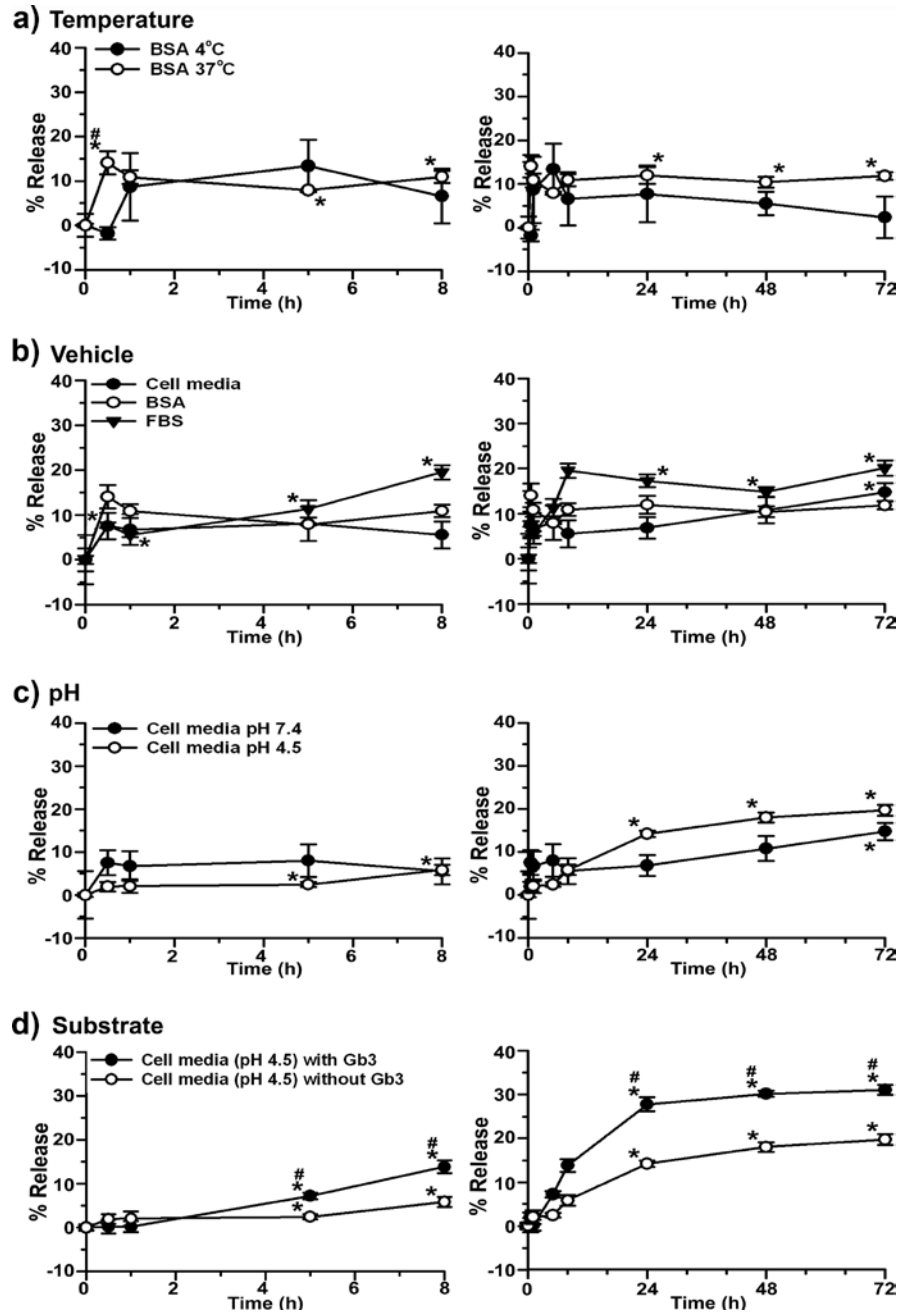 a) Temperature
BSA 4°C
BSA 37°C
% Release
40
30
20
10
0
-10
#
*
*
*
0 2 4 6 8
Time (h)
% Release
40
30
20
10
0
-10
* * *
0 24 48 72
Time (h)
b) Vehicle
Cell media
BSA
FBS
% Release
40
30
20
10
0
-10
*
*
*
*
0 2 4 6 8
Time (h)
% Release
40
30
20
10
0
-10
* * *
0 24 48 72
Time (h)
c) pH
Cell media pH 7.4
Cell media pH 4.5
% Release
40
30
20
10
0
-10
* *
0 2 4 6 8
Time (h)
% Release
40
30
20
10
0
-10
* * *
*
0 24 48 72
Time (h)
d) Substrate
Cell media (pH 4.5) with Gb3
Cell media (pH 4.5) without Gb3
% Release
40
30
20
10
0
-10
# #
* *
* *
0 2 4 6 8
Time (h)
% Release
40
30
20
10
0
-10
# # #
* * *
* * *
0 24 48 72
Time (h)